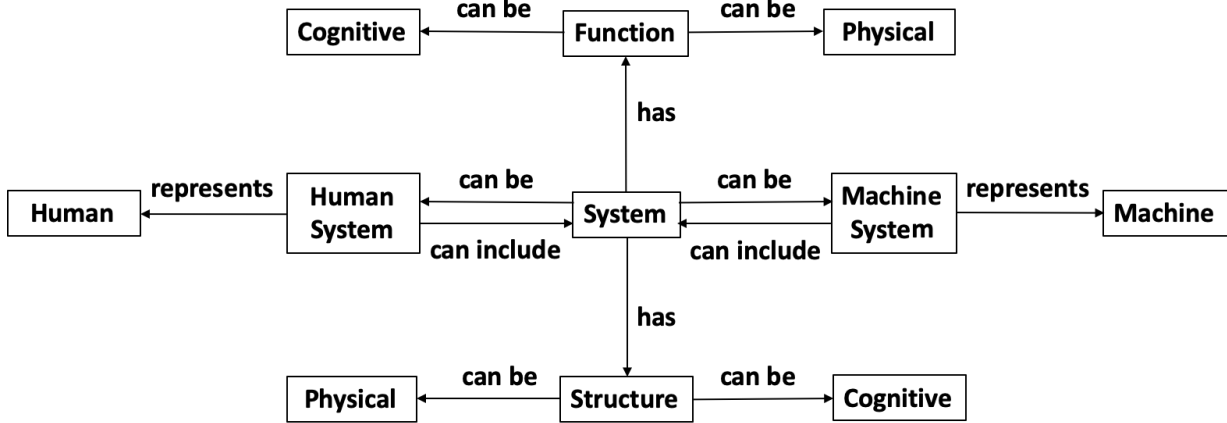 can be
can be
Cognitive
Function
Physical
has
Human
represents
Human
System
can be
can include
System
can be
can include
Machine
System
represents
Machine
has
Physical
can be
Structure
can be
Cognitive